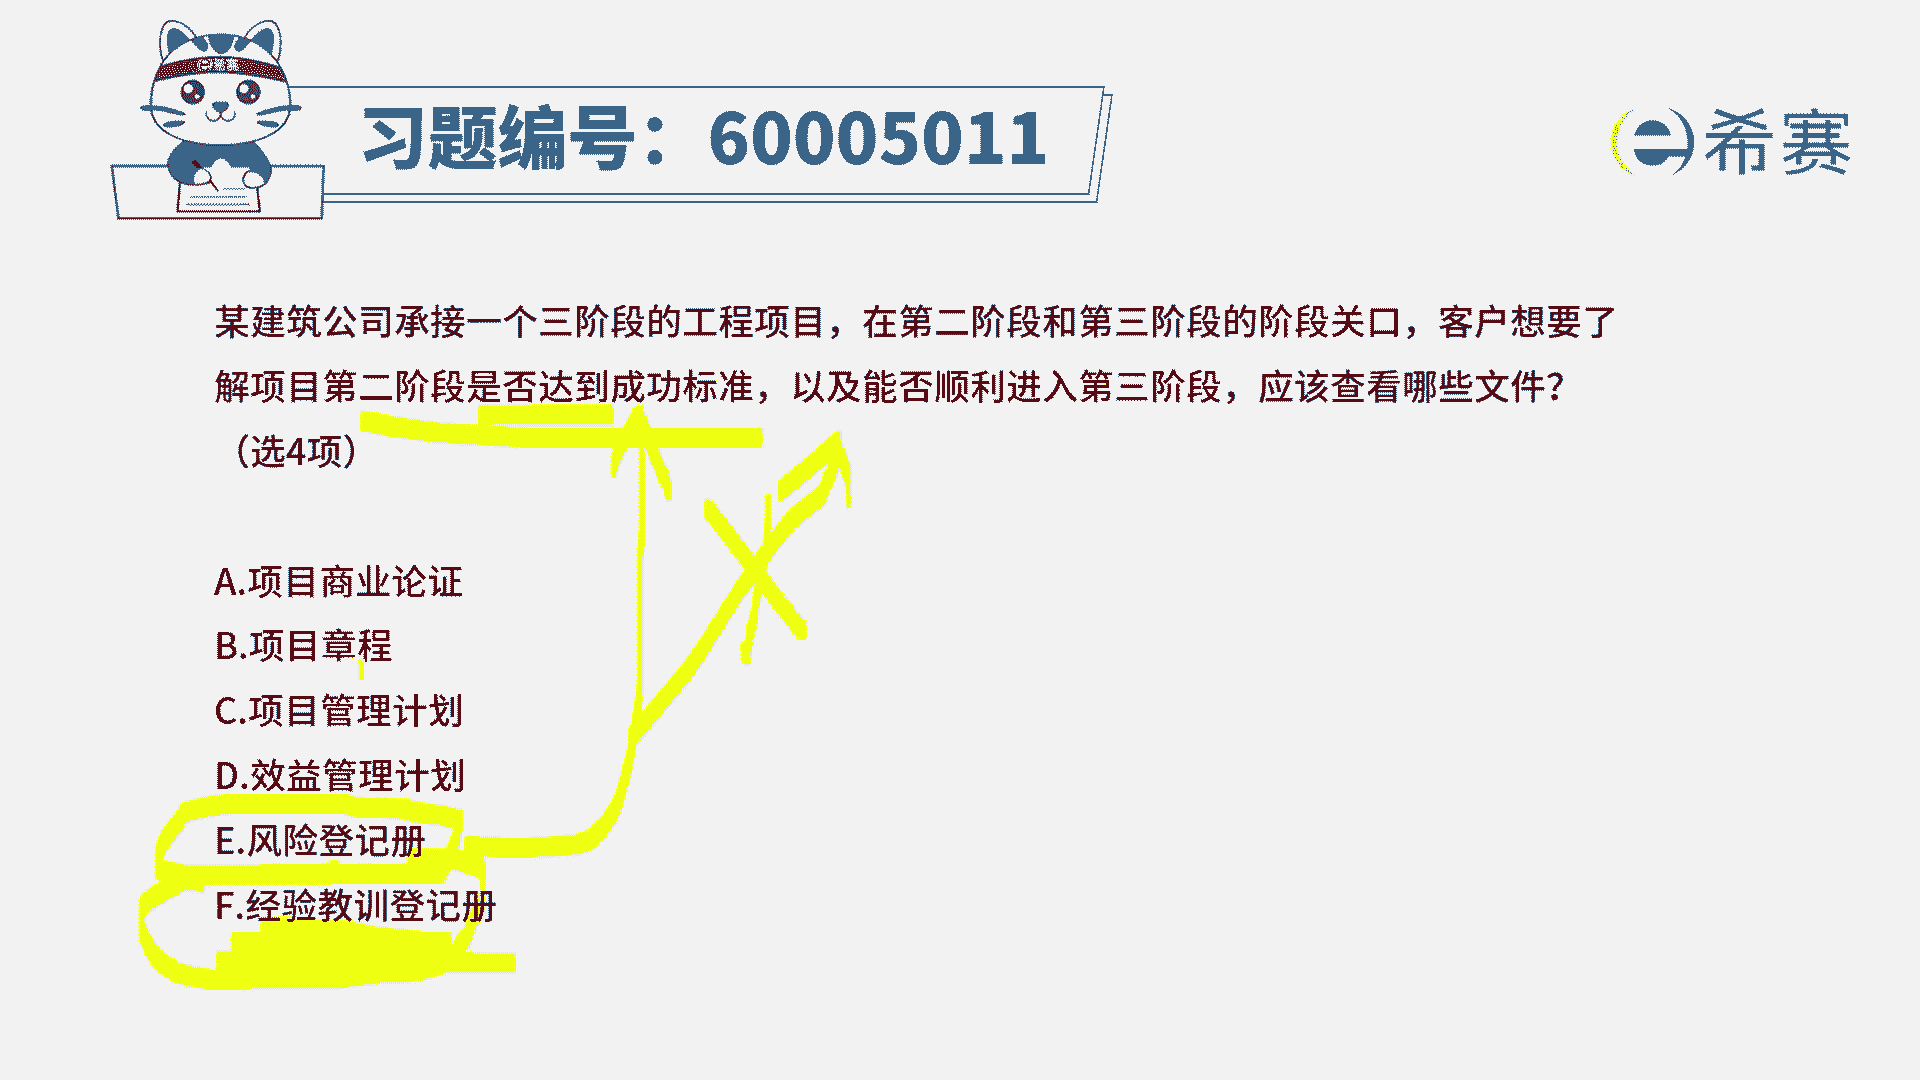 习题编号：60005011
希赛
某建筑公司承接一个三阶段的工程项目，在第二阶段和第三阶段的阶段关口，客户想要了
解项目第二阶段是否达到成功标准，以及能否顺利进入第三阶段，应该查看哪些文件？
（选4项）
A.项目商业论证
B.项目章程
C.项目管理计划
D.效益管理计划
E.风险登记册
F.经验教训登记册